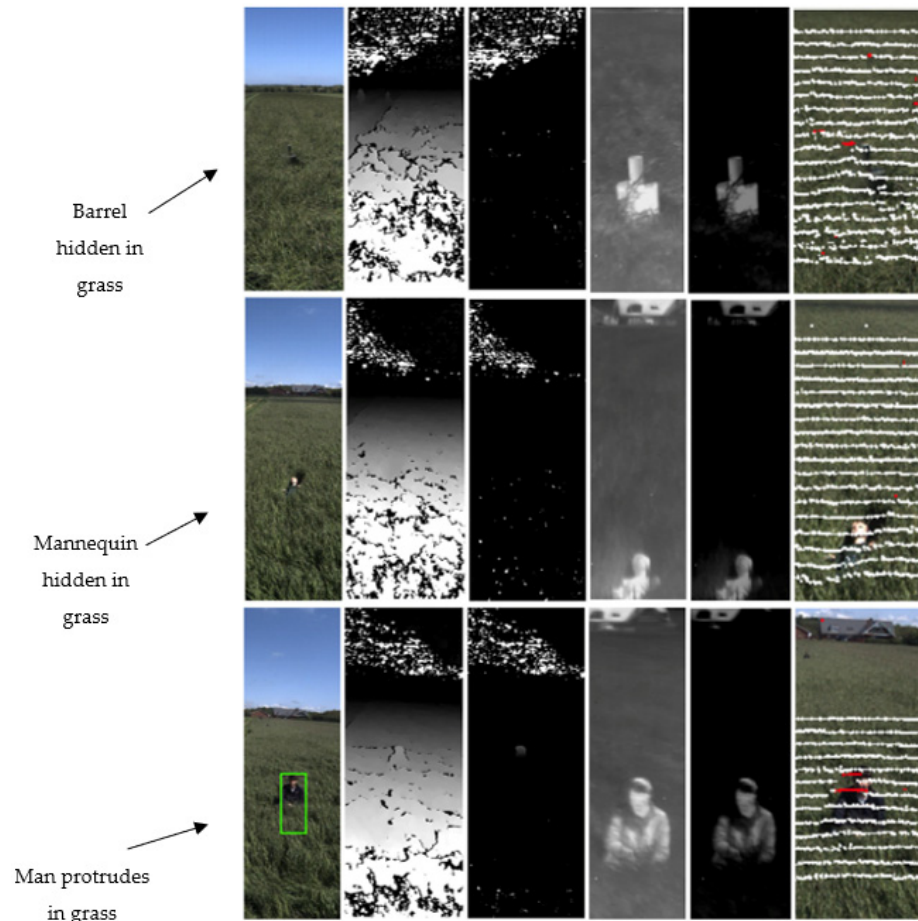 Barrel
hidden in
grass
Mannequin
hidden in
grass
Man protrudes
in grass